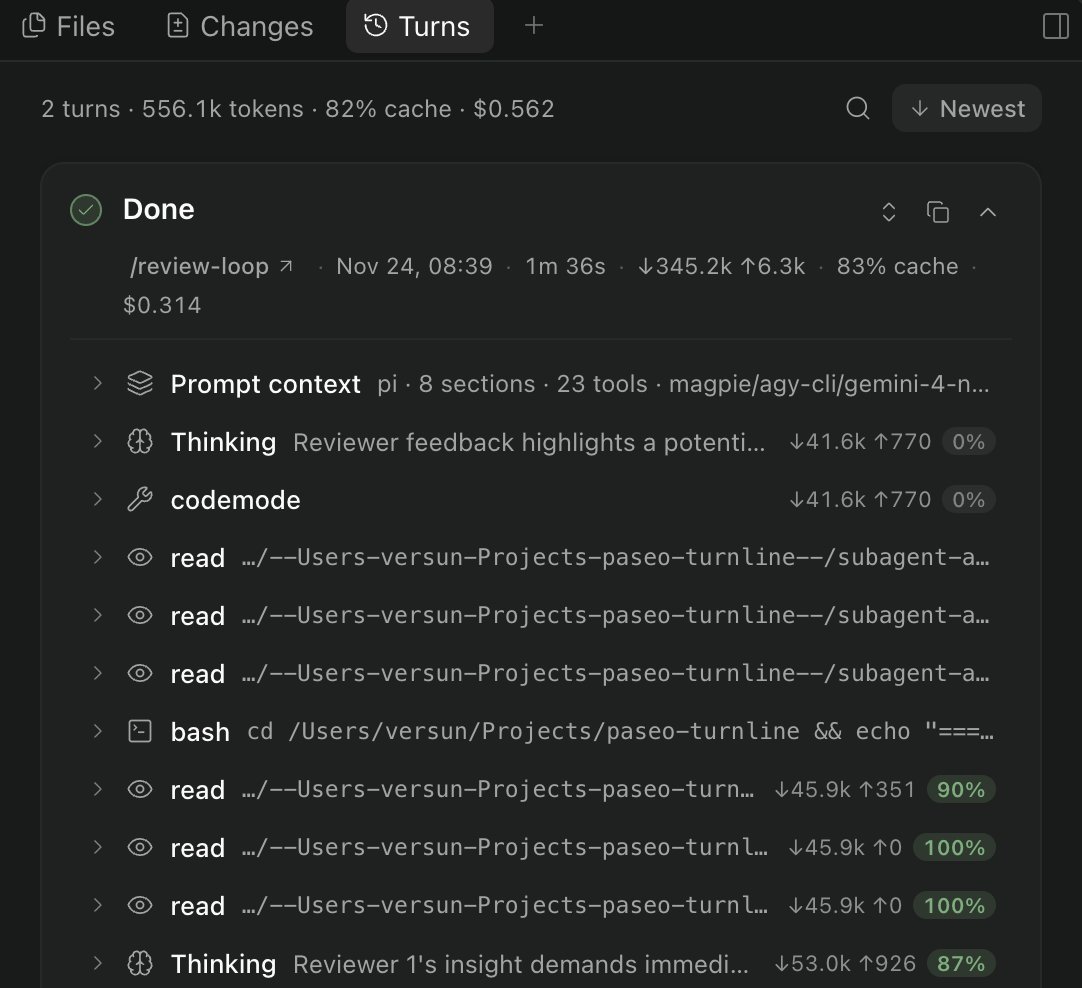 Files Changes Turns +
2 turns · 556.1k tokens · 82% cache · $0.562 ↓ Newest
Done
/review-loop ↗ · Nov 24, 08:39 · 1m 36s · ↓345.2k ↑6.3k · 83% cache ·
$0.314
Prompt context pi · 8 sections · 23 tools · magpie/agy-cli/gemini-4-n…
Thinking Reviewer feedback highlights a potenti… ↓41.6k ↑770 0%
codemode ↓41.6k ↑770 0%
read …/--Users-versun-Projects-paseo-turnline--/subagent-a…
read …/--Users-versun-Projects-paseo-turnline--/subagent-a…
read …/--Users-versun-Projects-paseo-turnline--/subagent-a…
bash cd /Users/versun/Projects/paseo-turnline && echo "===…
read …/--Users-versun-Projects-paseo-turn… ↓45.9k ↑351 90%
read …/--Users-versun-Projects-paseo-turnl… ↓45.9k ↑0 100%
read …/--Users-versun-Projects-paseo-turnl… ↓45.9k ↑0 100%
Thinking Reviewer 1's insight demands immedi… ↓53.0k ↑926 87%